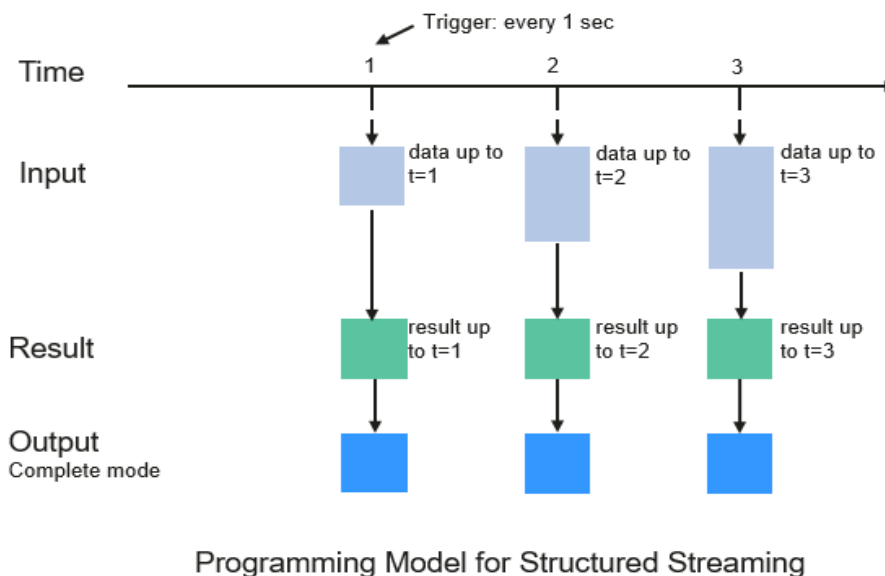 Trigger: every 1 sec
Time
1
2
3
Input
data up to
t=1
data up to
t=2
data up to
t=3
Result
result up
to t=1
result up
to t=2
result up
to t=3
Output
Complete mode
Programming Model for Structured Streaming